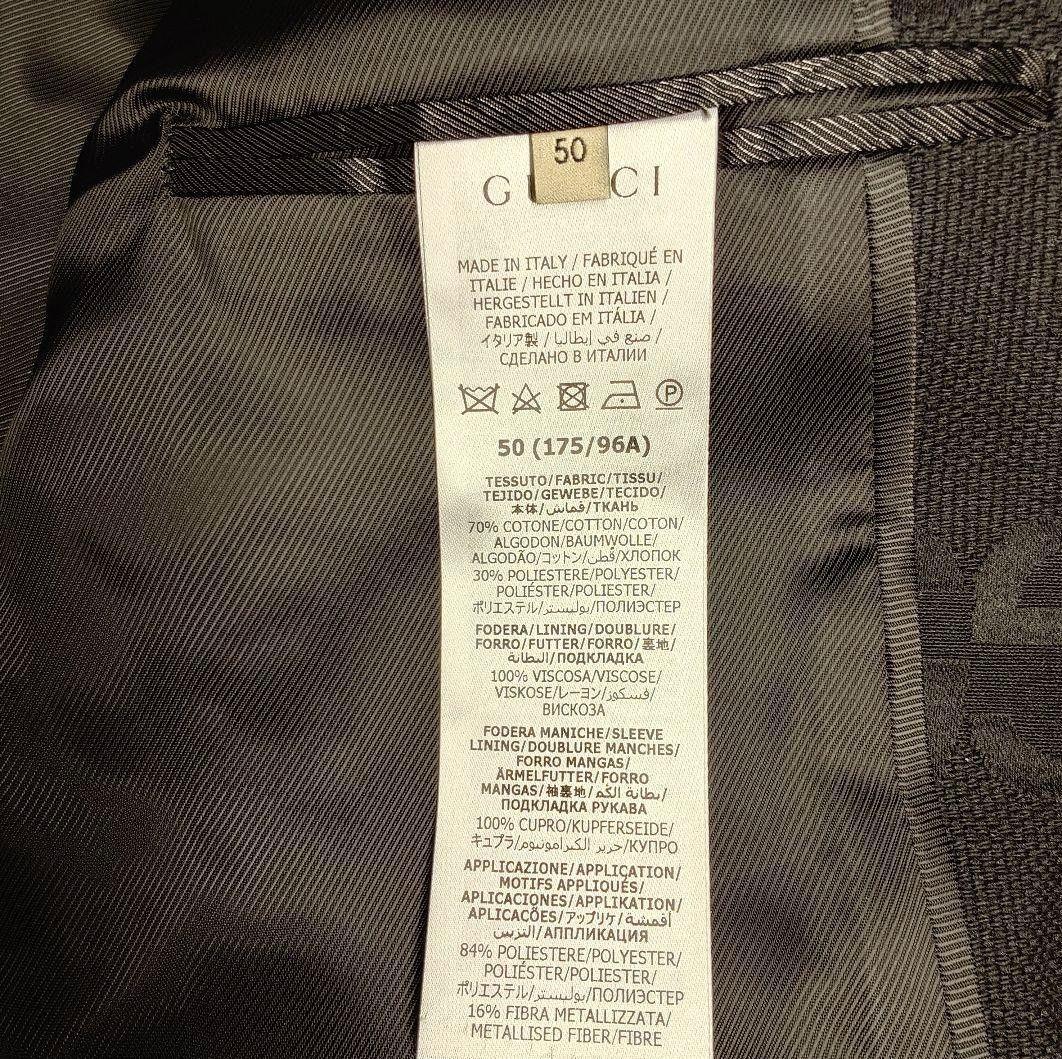 50
G CI
MADE IN ITALY / FABRIQUÉ EN
ITALIE / HECHO EN ITALIA /
HERGESTELLT IN ITALIEN /
FABRICADO EM ITÁLIA /
イタリア製 / صنع في إيطاليا /
СДЕЛАНО В ИТАЛИИ
P
50 (175/96A)
TESSUTO/FABRIC/TISSU/
TEJIDO/GEWEBE/TECIDO/
本体/قماش/ТКАНЬ
70% COTONE/COTTON/COTON/
ALGODON/BAUMWOLLE/
ALGODÃO/コットン/قُطن/ХЛОПОК
30% POLIESTERE/POLYESTER/
POLIÉSTER/POLIESTER/
ポリエステル/بوليستر/ПОЛИЭСТЕР
FODERA/LINING/DOUBLURE/
FORRO/FUTTER/FORRO/裏地/
البطانة/ПОДКЛАДКА
100% VISCOSA/VISCOSE/
VISKOSE/レーヨン/فسكوز/
ВИСКОЗА
FODERA MANICHE/SLEEVE
LINING/DOUBLURE MANCHES/
FORRO MANGAS/
ÄRMELFUTTER/FORRO
MANGAS/袖裏地/بطانة الكُم/
ПОДКЛАДКА РУКАВА
100% CUPRO/KUPFERSEIDE/
キュプラ/حرير الكبرامونيوم/КУПРО
APPLICAZIONE/APPLICATION/
MOTIFS APPLIQUÉS/
APLICACIONES/APPLIKATION/
APLICACÕES/アップリケ/أقمشة
التزيين/АППЛИКАЦИЯ
84% POLIESTERE/POLYESTER/
POLIÉSTER/POLIESTER/
ポリエステル/بوليستر/ПОЛИЭСТЕР
16% FIBRA METALLIZZATA/
METALLISED FIBER/FIBRE